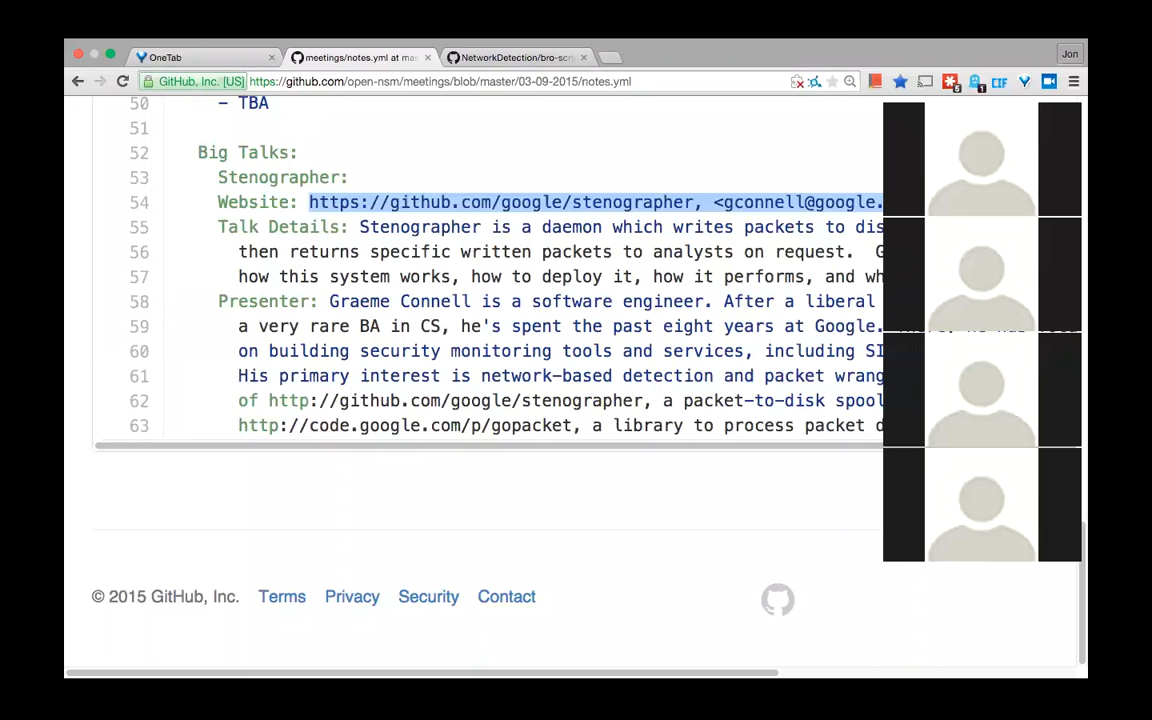 OneTab
meetings/notes.yml at mas
NetworkDetection/bro-scri
Jon
GitHub, Inc. [US]
https://github.com/open-nsm/meetings/blob/master/03-09-2015/notes.yml
5
1
CIF
50 - TBA
51
52 Big Talks:
53 Stenographer:
54 Website: https://github.com/google/stenographer, <gconnell@google.
55 Talk Details: Stenographer is a daemon which writes packets to dis
56 then returns specific written packets to analysts on request. G
57 how this system works, how to deploy it, how it performs, and wh
58 Presenter: Graeme Connell is a software engineer. After a liberal
59 a very rare BA in CS, he's spent the past eight years at Google.
60 on building security monitoring tools and services, including SI
61 His primary interest is network-based detection and packet wrang
62 of http://github.com/google/stenographer, a packet-to-disk spool
63 http://code.google.com/p/gopacket, a library to process packet d
© 2015 GitHub, Inc. Terms Privacy Security Contact